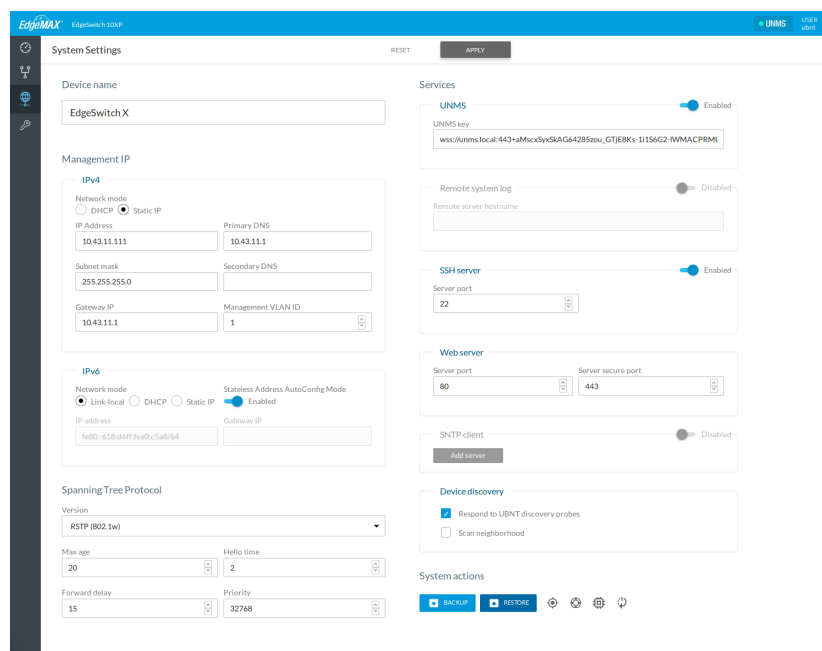 EdgeMAX EdgeSwitch 10XP
UNMS
USER
ubnt
System Settings
RESET
APPLY
Device name
EdgeSwitch X
Management IP
IPv4
Network mode
DHCP Static IP
IP Address Primary DNS
10.43.11.111 10.43.11.1
Subnet mask Secondary DNS
255.255.255.0
Gateway IP Management VLAN ID
10.43.11.1 1
IPv6
Network mode Stateless Address AutoConfig Mode
Link-local DHCP Static IP Enabled
IP address Gateway IP
fe80::618:d6ff:fea0:c5a8/64
Spanning Tree Protocol
Version
RSTP (802.1w)
Max age Hello time
20 2
Forward delay Priority
15 32768
Services
UNMS Enabled
UNMS key
wss://unms.local:443+aMscxSyxSkAG64285zou_GTjE8Ks-1i1S6G2-IWMACPRML
Remote system log Disabled
Remote server hostname
SSH server Enabled
Server port
22
Web server
Server port Server secure port
80 443
SNTP client Disabled
Add server
Device discovery
Respond to UBNT discovery probes
Scan neighborhood
System actions
BACKUP RESTORE